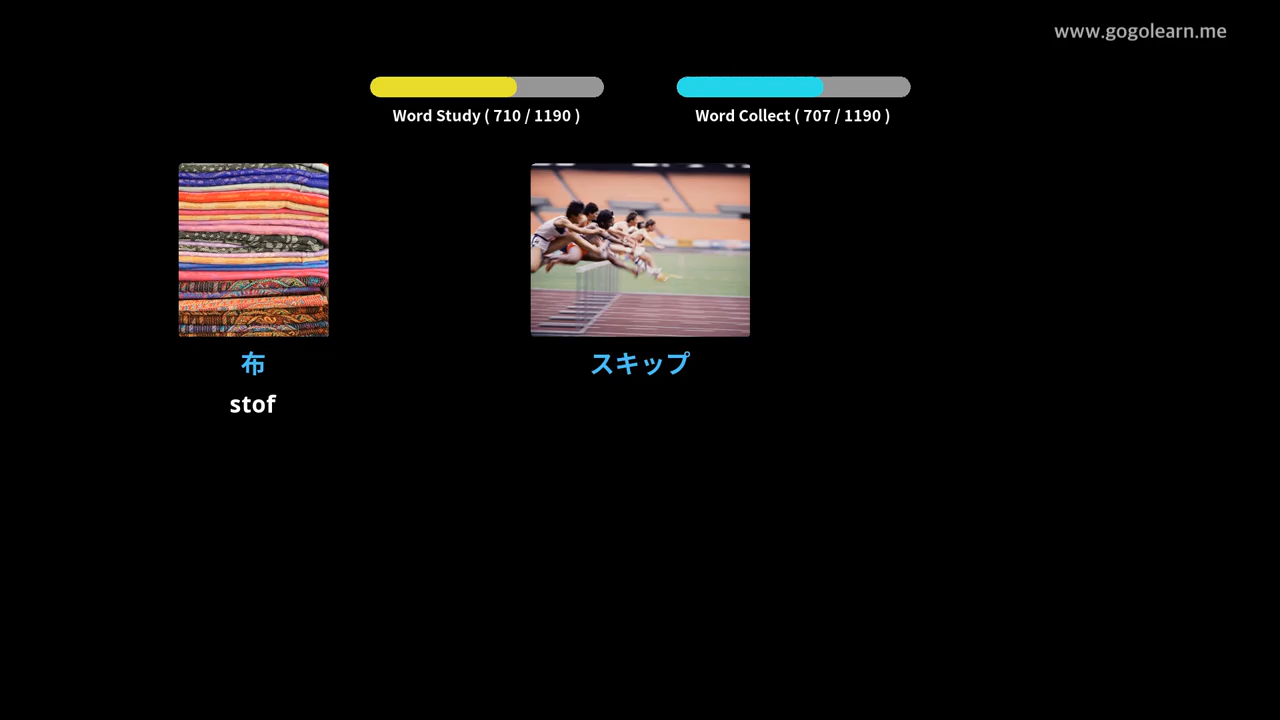 www.gogolearn.me
Word Study ( 710 / 1190 )
Word Collect ( 707 / 1190 )
布
スキップ
stof